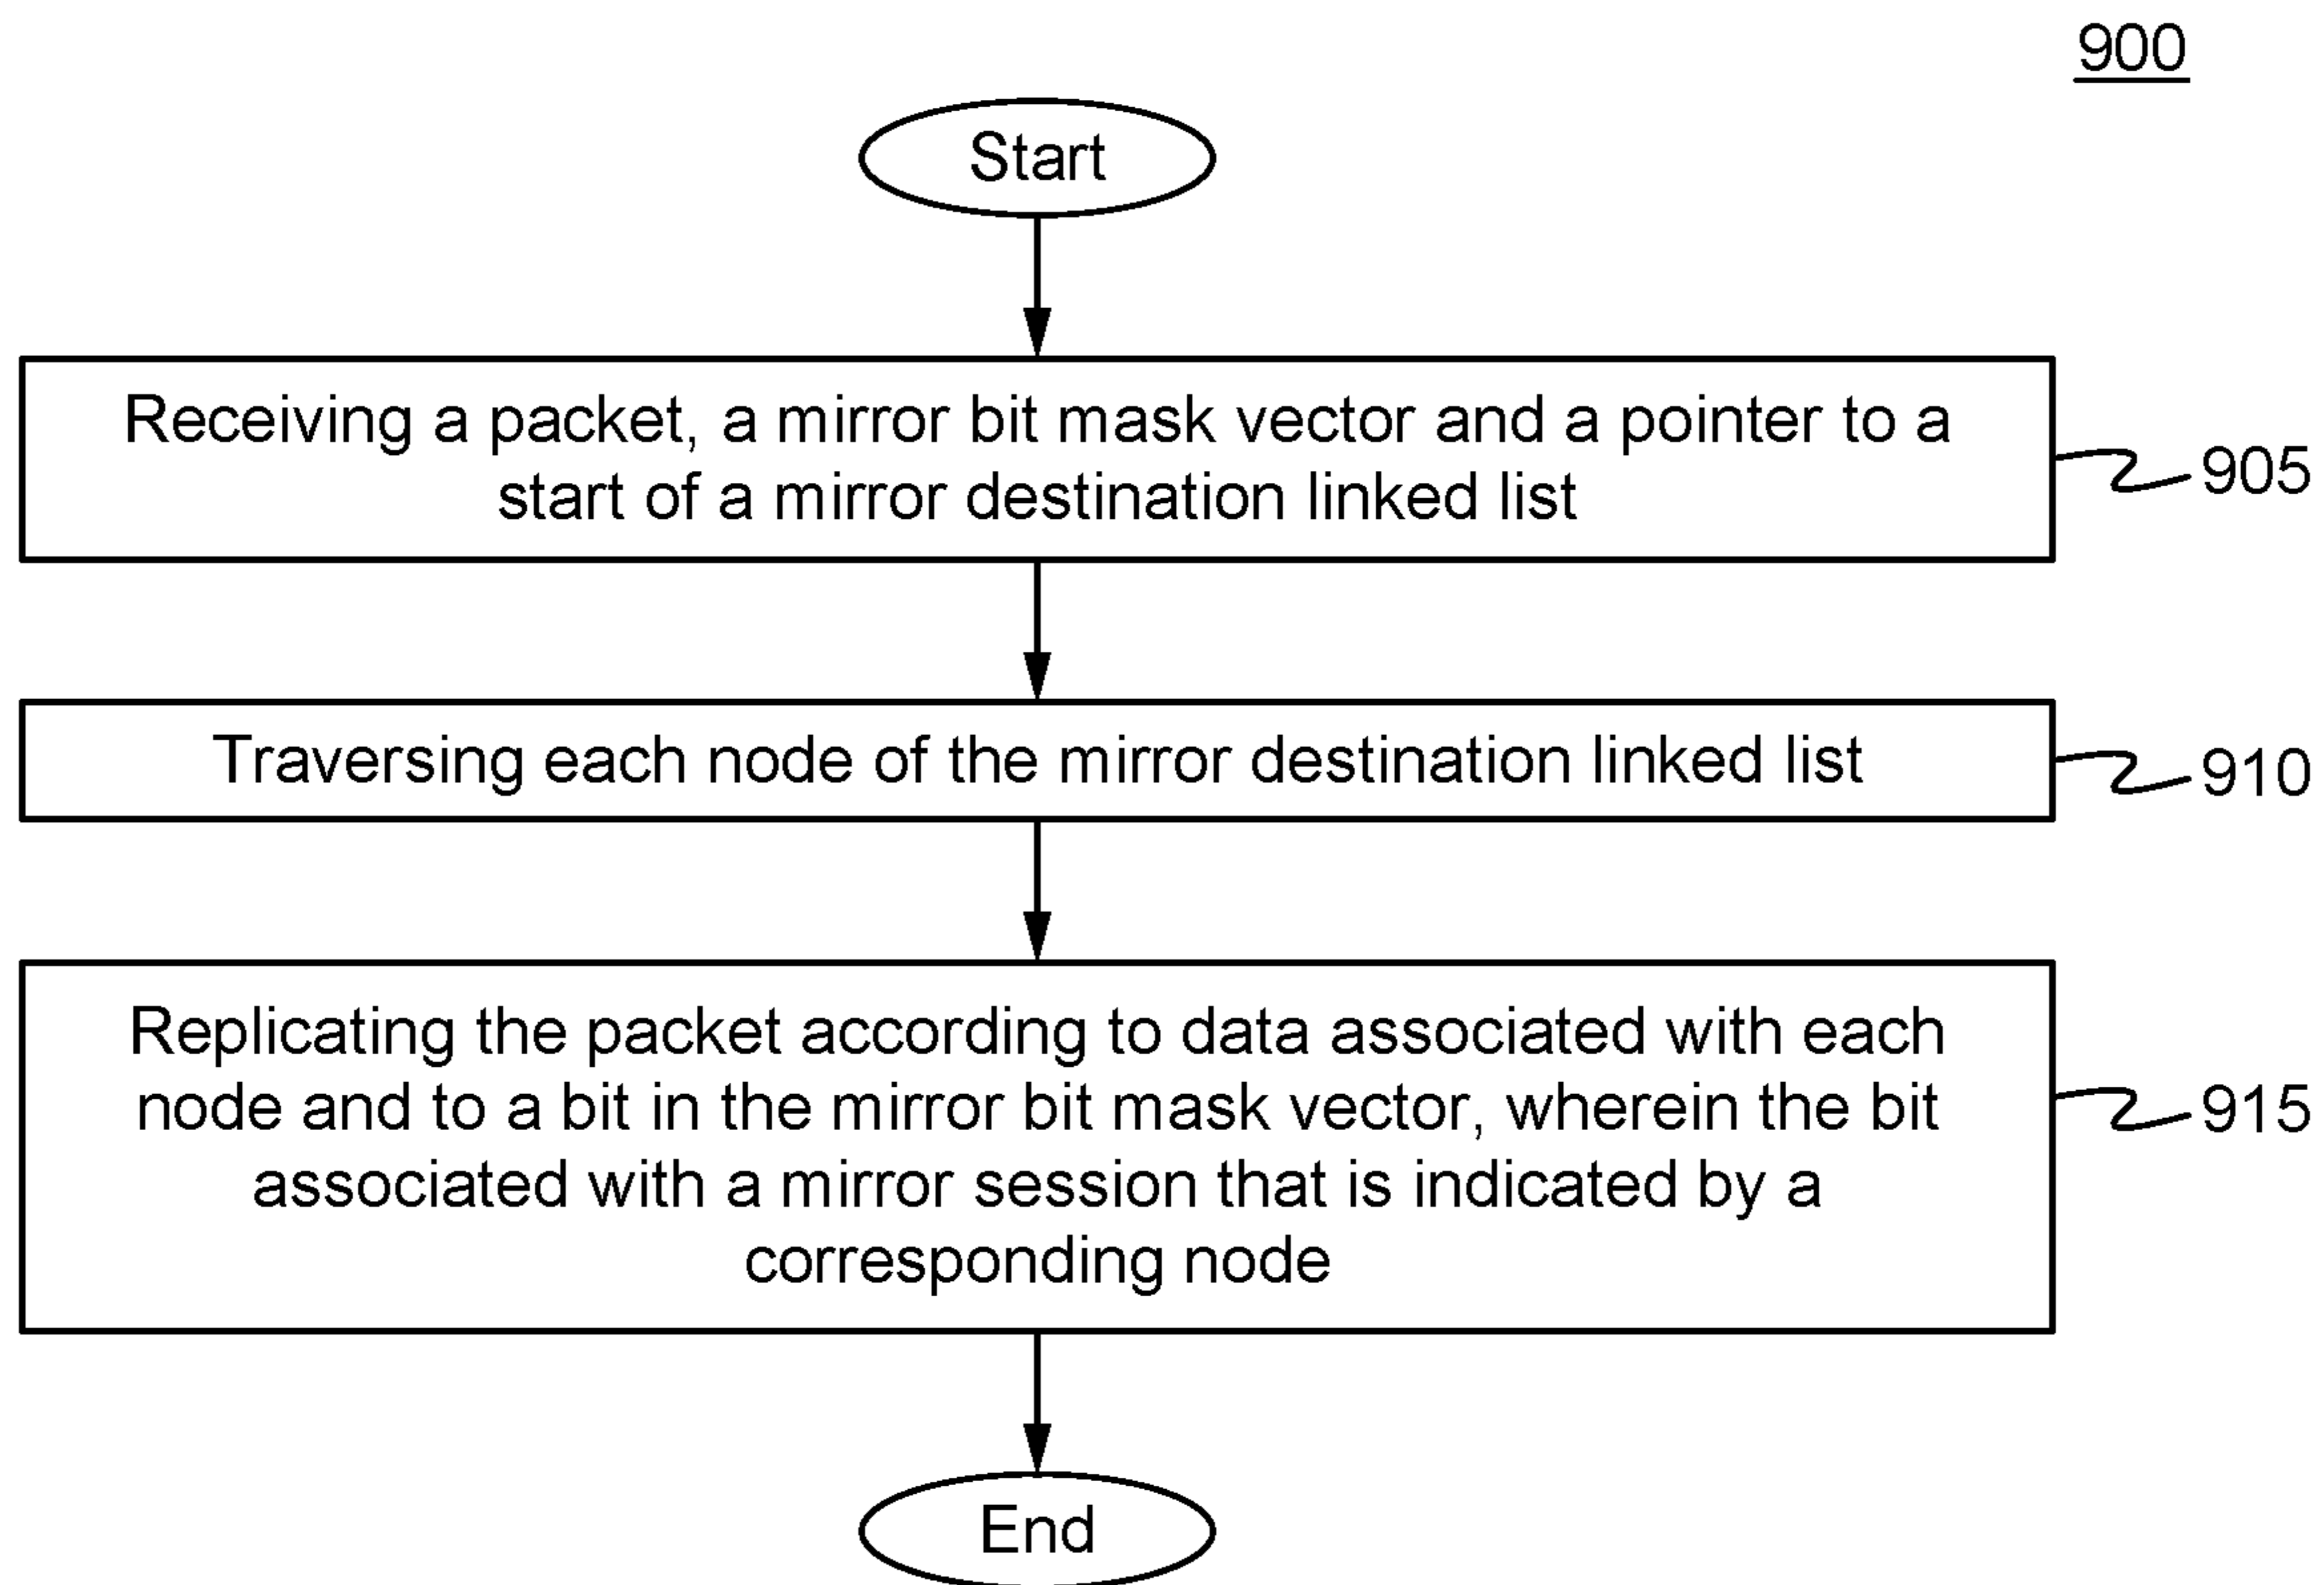 900
Start
Receiving a packet, a mirror bit mask vector and a pointer to a
start of a mirror destination linked list
905
Traversing each node of the mirror destination linked list
910
Replicating the packet according to data associated with each
node and to a bit in the mirror bit mask vector, wherein the bit
associated with a mirror session that is indicated by a
corresponding node
915
End